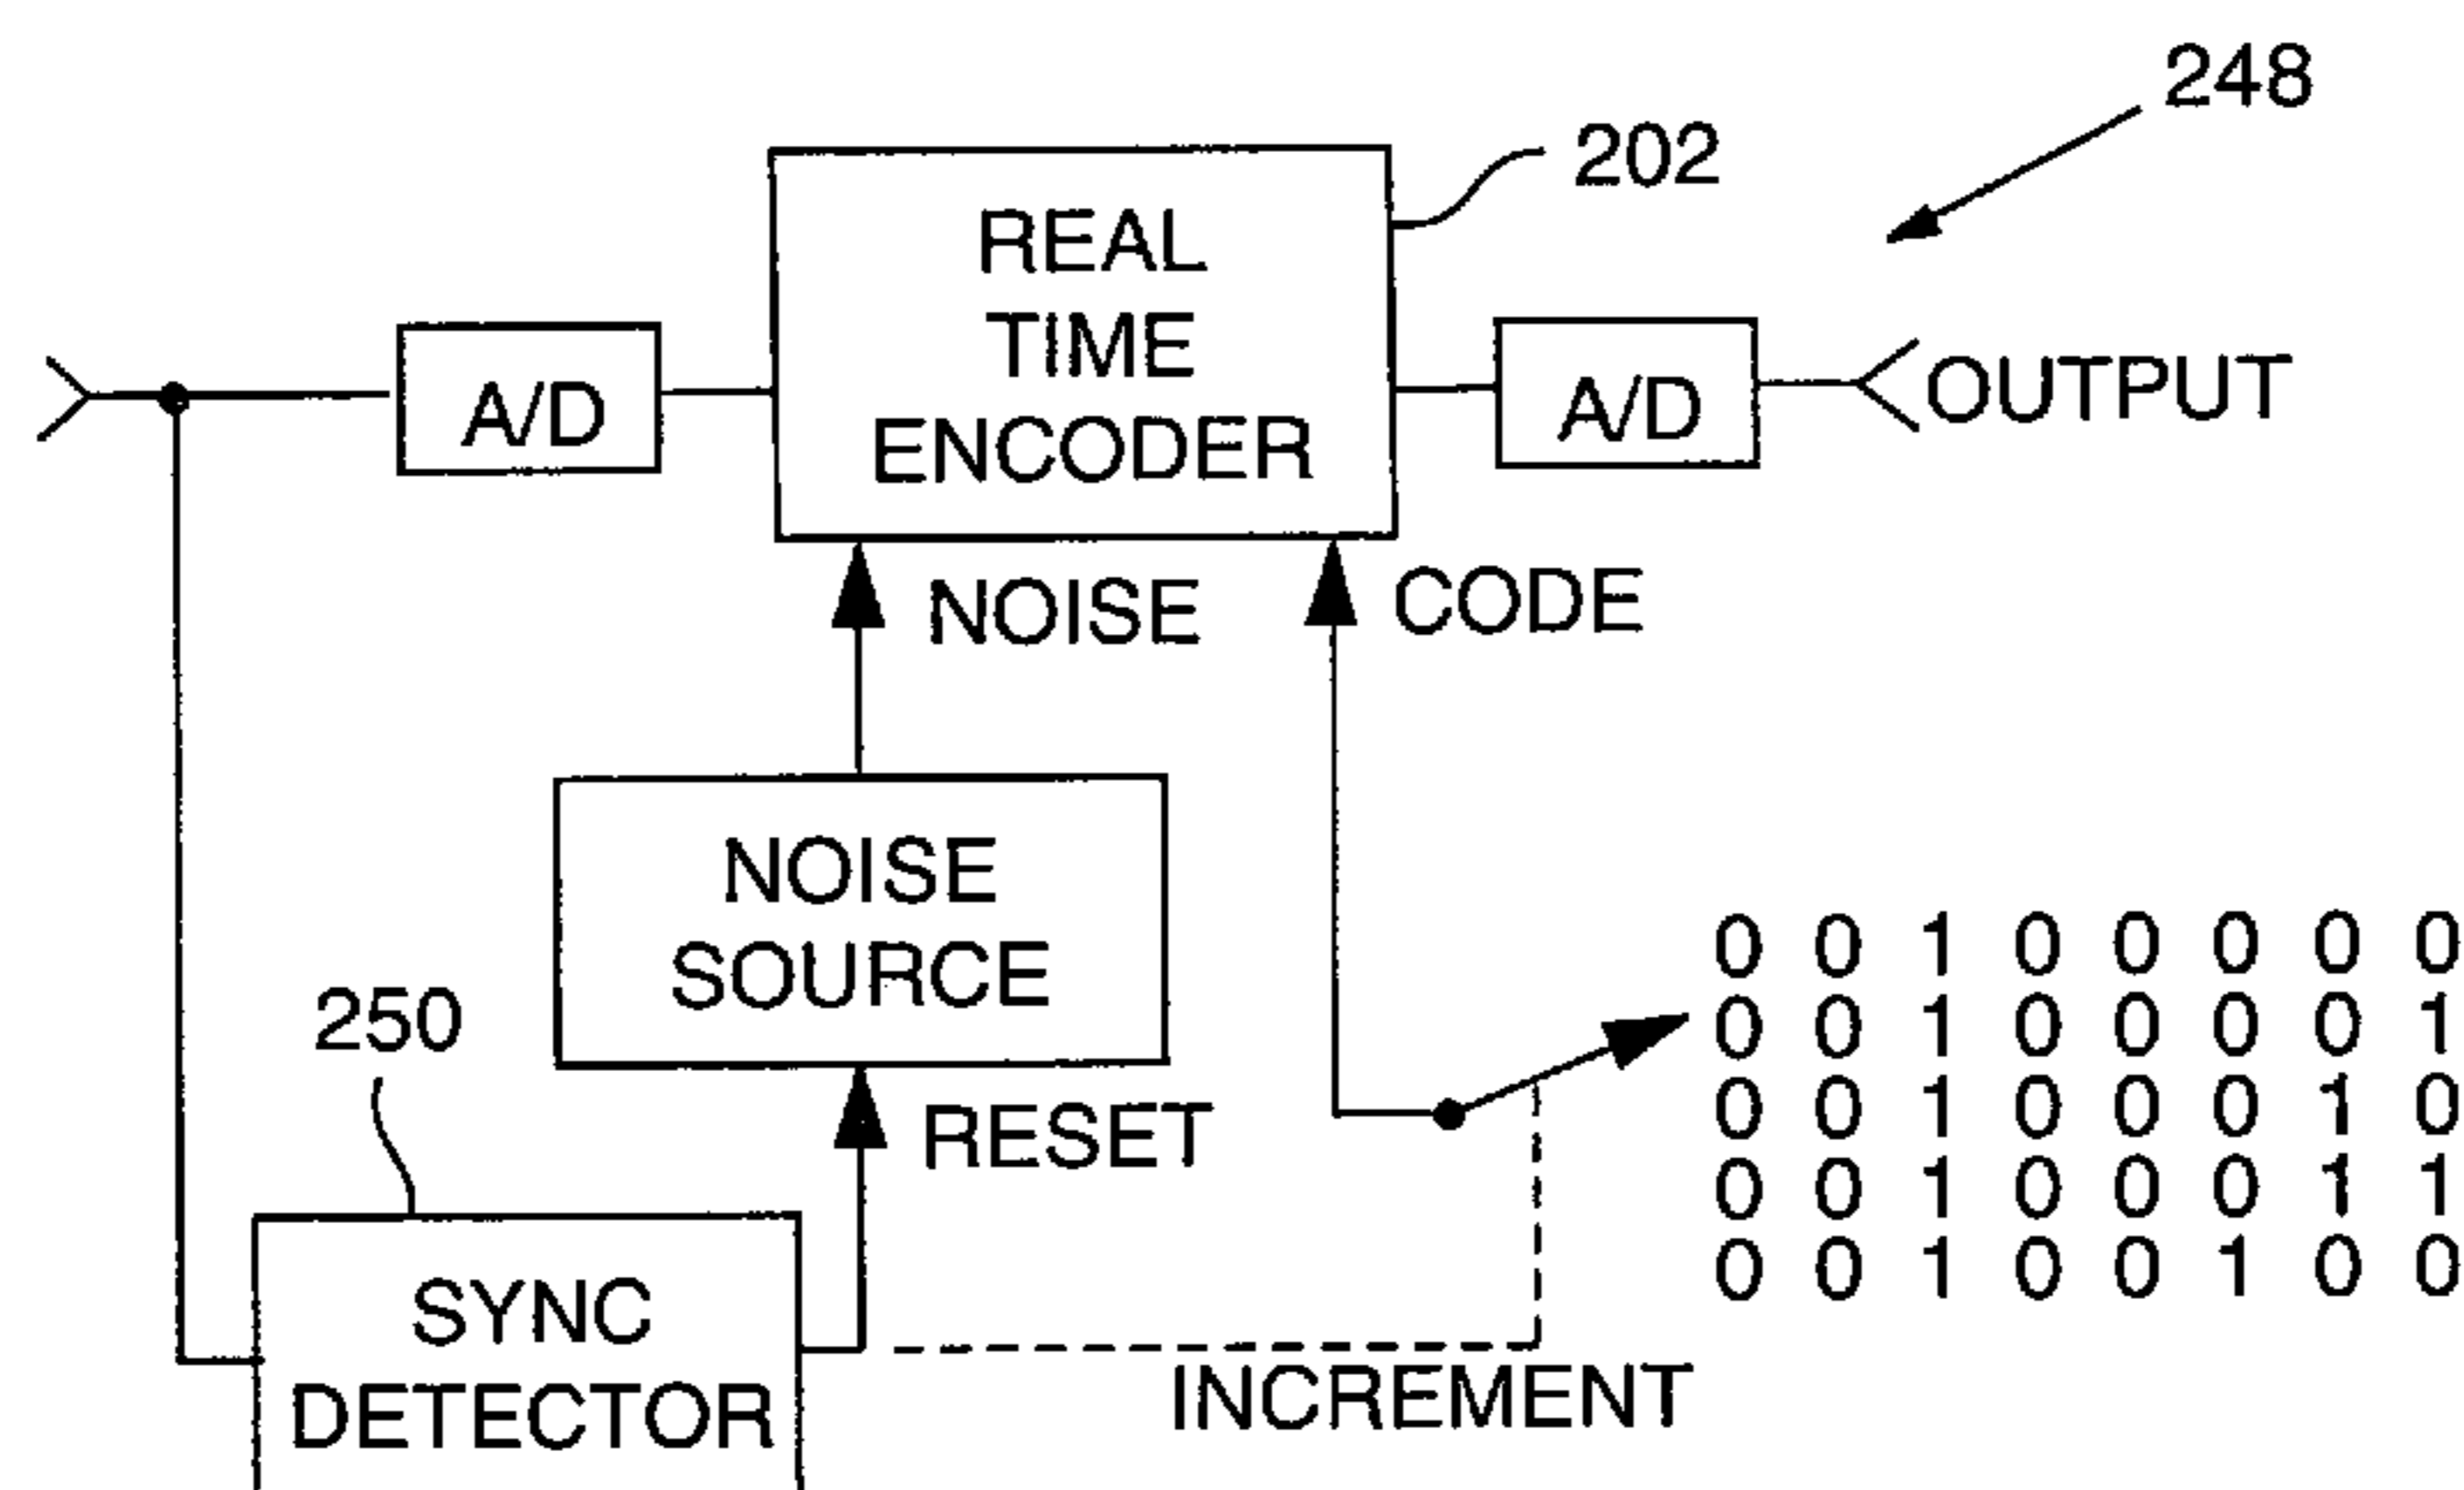 248
202
REAL
TIME
ENCODER
A/D
A/D
OUTPUT
NOISE
CODE
NOISE
SOURCE
250
RESET
0 0 1 0 0 0 0 0
0 0 1 0 0 0 0 1
0 0 1 0 0 0 1 0
0 0 1 0 0 0 1 1
0 0 1 0 0 1 0 0
SYNC
DETECTOR
INCREMENT